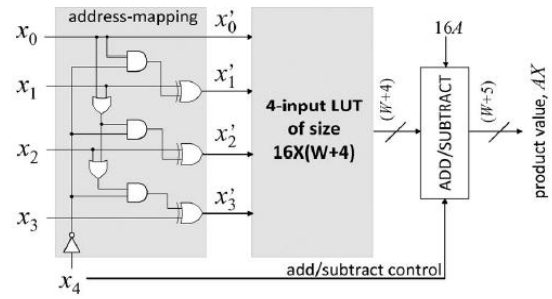 address-mapping
x0
x'0
16A
x1
x'1
4-input LUT
of size
16X(W+4)
(W+4)
ADD/SUBTRACT
(W+5)
product value, AX
x2
x'2
x3
x'3
x4
add/subtract control